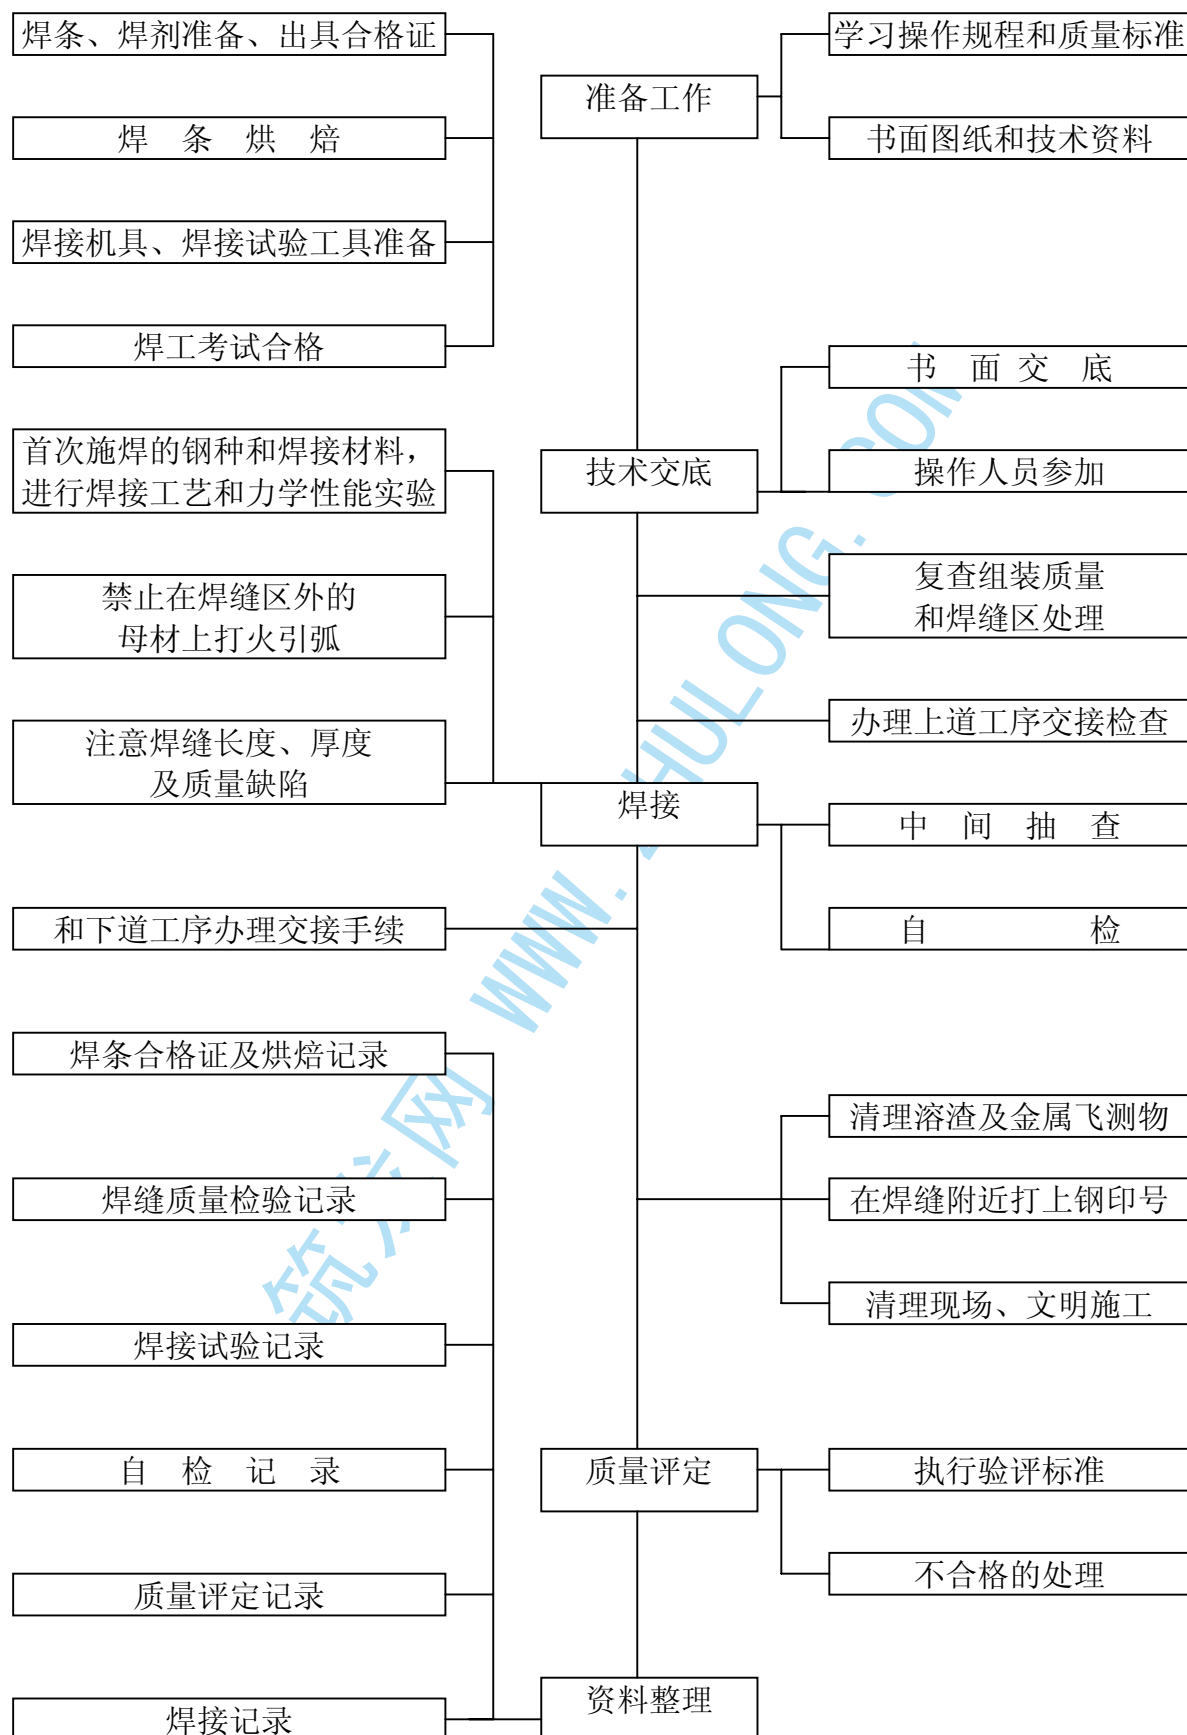 焊条、焊剂准备、出具合格证
学习操作规程和质量标准
准备工作
焊 条 烘 焙
书面图纸和技术资料
焊接机具、焊接试验工具准备
焊工考试合格
书 面 交 底
首次施焊的钢种和焊接材料，
进行焊接工艺和力学性能实验
技术交底
操作人员参加
禁止在焊缝区外的
母材上打火引弧
复查组装质量
和焊缝区处理
注意焊缝长度、厚度
及质量缺陷
办理上道工序交接检查
焊接
中 间 抽 查
和下道工序办理交接手续
自 检
焊条合格证及烘焙记录
清理溶渣及金属飞测物
焊缝质量检验记录
在焊缝附近打上钢印号
清理现场、文明施工
焊接试验记录
自 检 记 录
质量评定
执行验评标准
质量评定记录
不合格的处理
焊接记录
资料整理
筑龙网 WWW.ZHULONG.COM